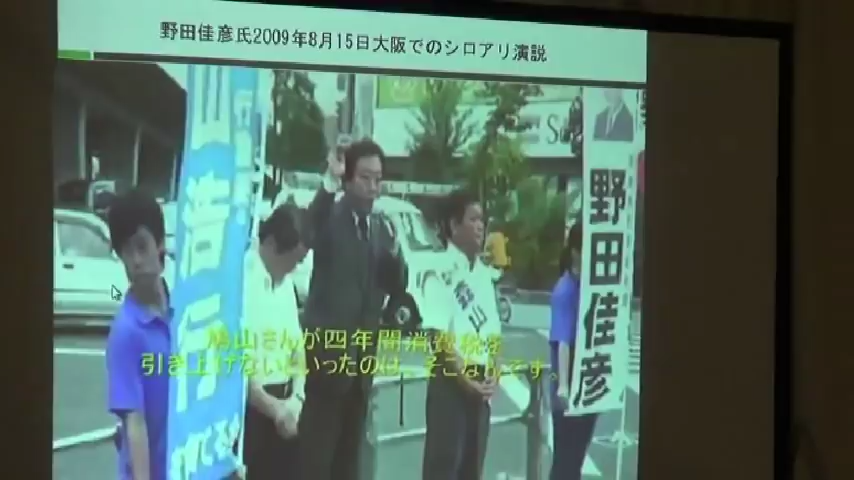 野田佳彦氏2009年8月15日大阪でのシロアリ演説
野田佳彦
浩行
鳩山さんが四年間消費税を
引き上げないといったのは、そこなんです。